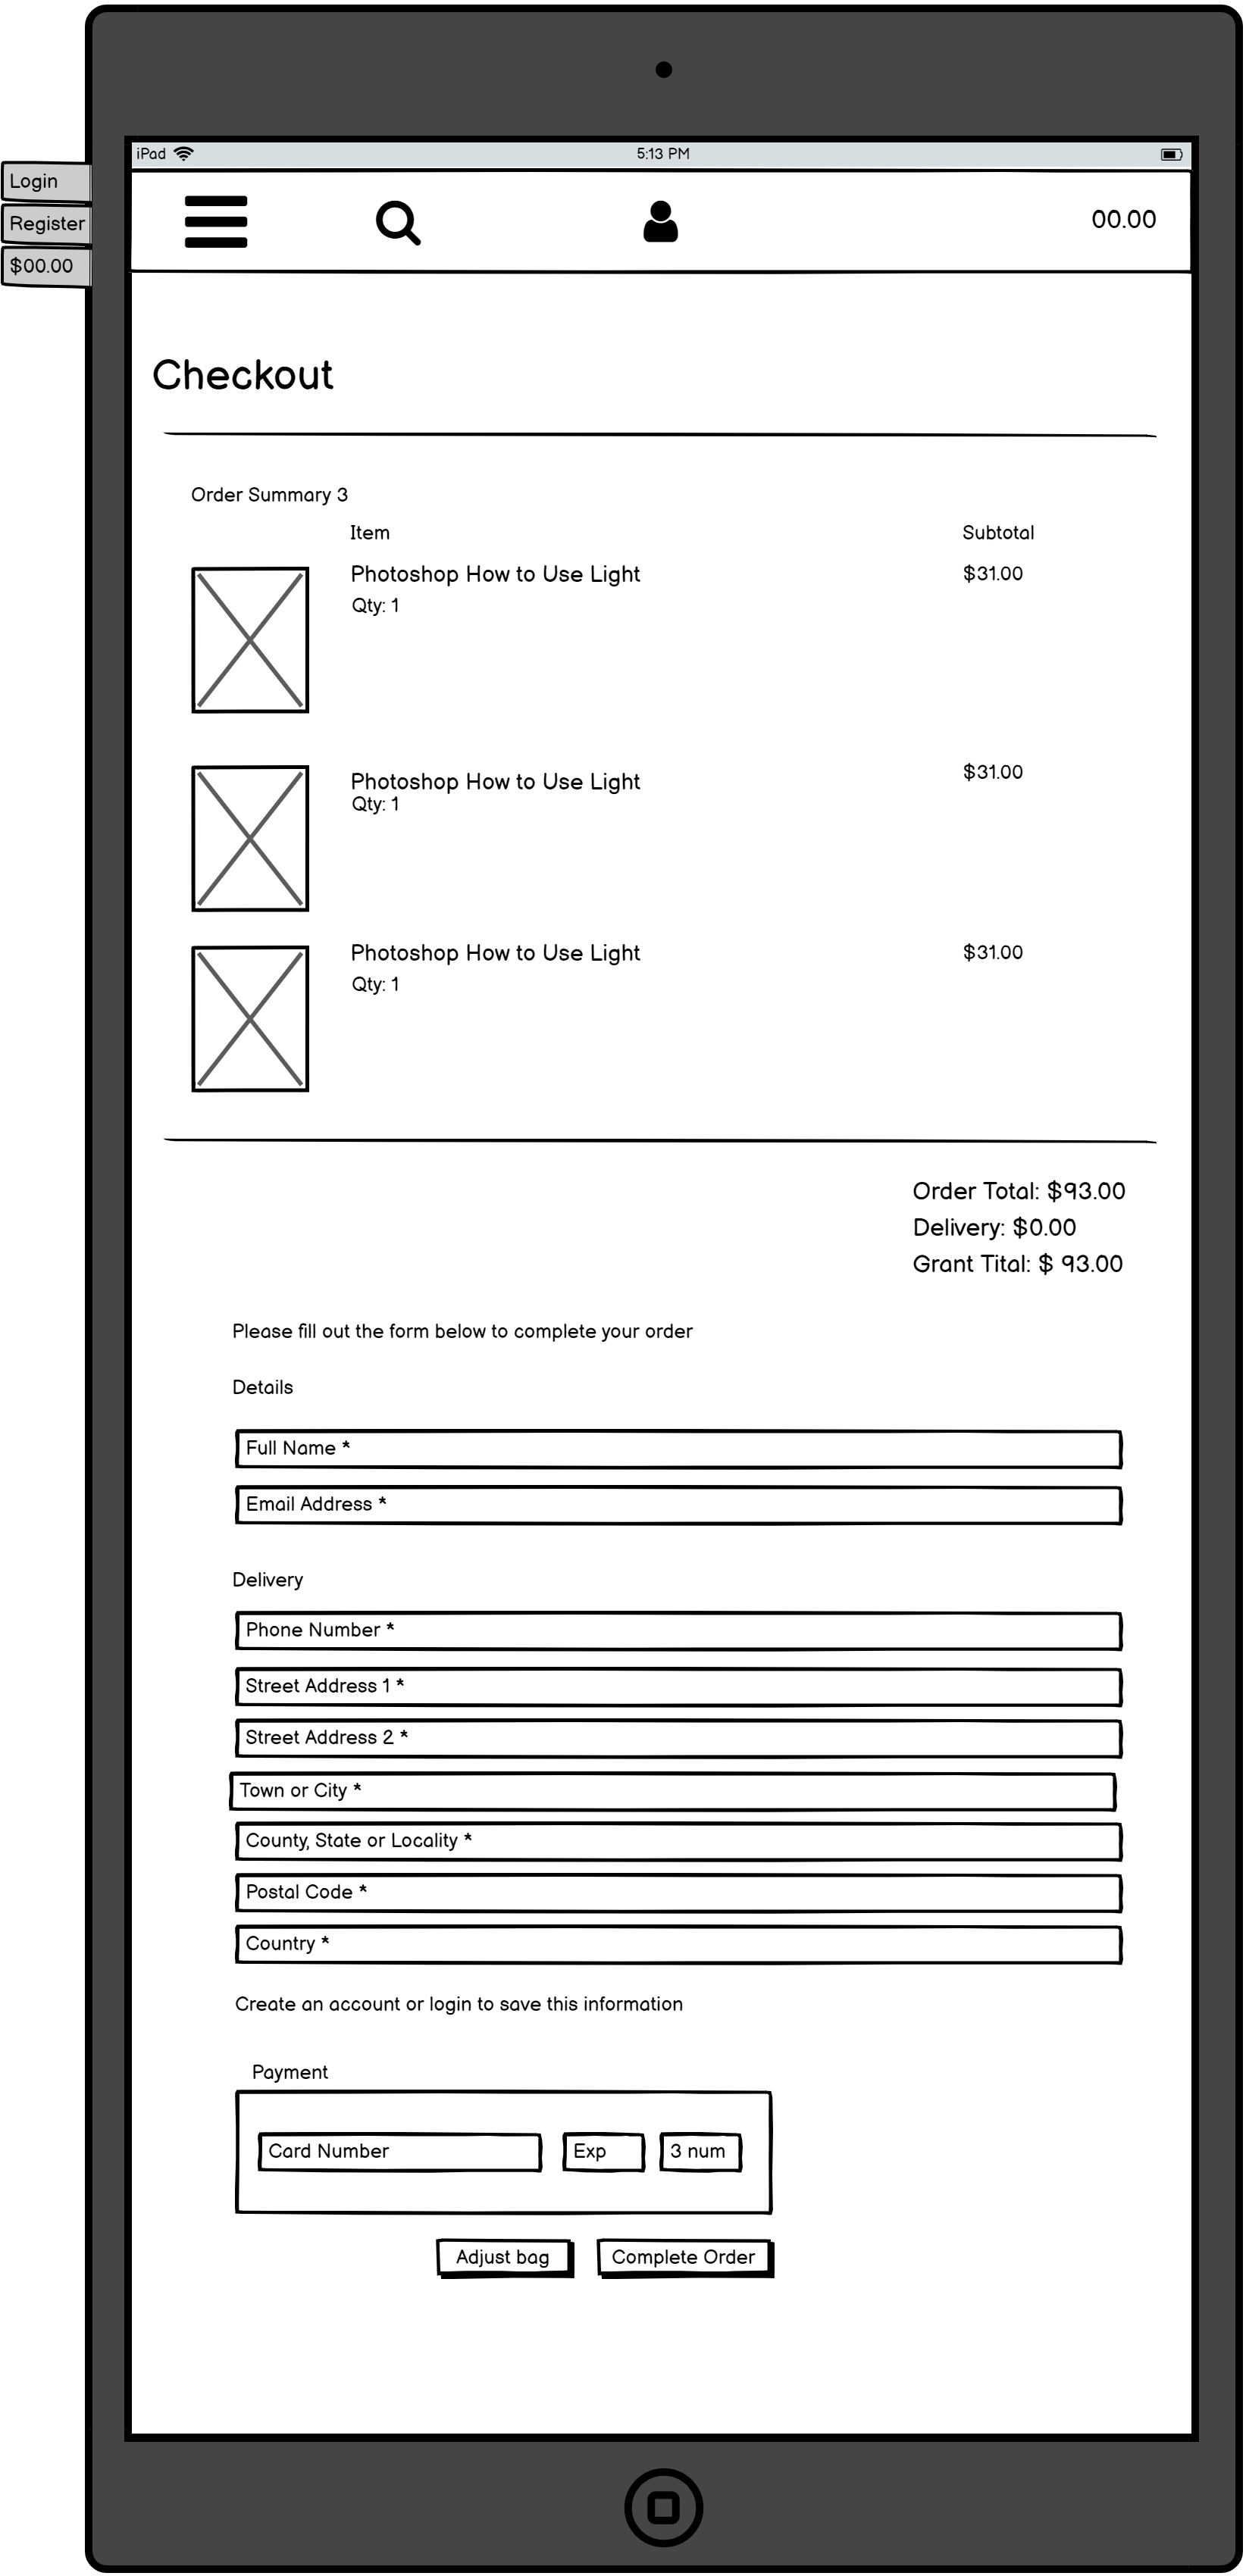 iPad
5:13 PM
Login
Register
$00.00
00.00
Checkout
Order Summary 3
Item Subtotal
Photoshop How to Use Light $31.00
Qty: 1
Photoshop How to Use Light $31.00
Qty: 1
Photoshop How to Use Light $31.00
Qty: 1
Order Total: $93.00
Delivery: $0.00
Grant Tital: $ 93.00
Please fill out the form below to complete your order
Details
Full Name *
Email Address *
Delivery
Phone Number *
Street Address 1 *
Street Address 2 *
Town or City *
County, State or Locality *
Postal Code *
Country *
Create an account or login to save this information
Payment
Card Number Exp 3 num
Adjust bag Complete Order